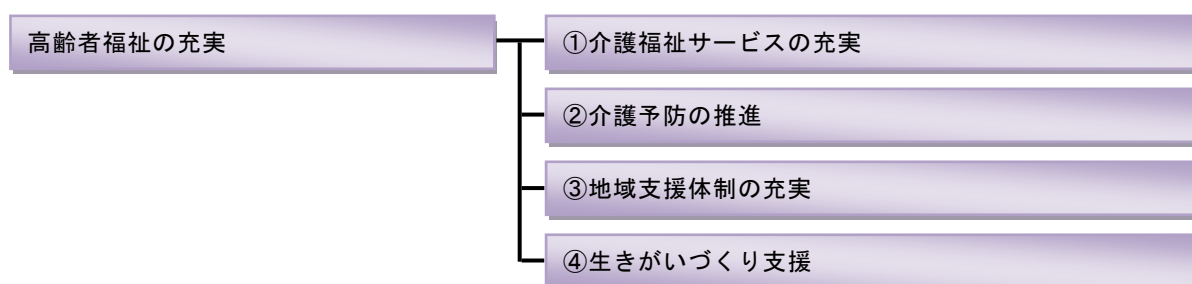 高齢者福祉の充実
①介護福祉サービスの充実
②介護予防の推進
③地域支援体制の充実
④生きがいづくり支援